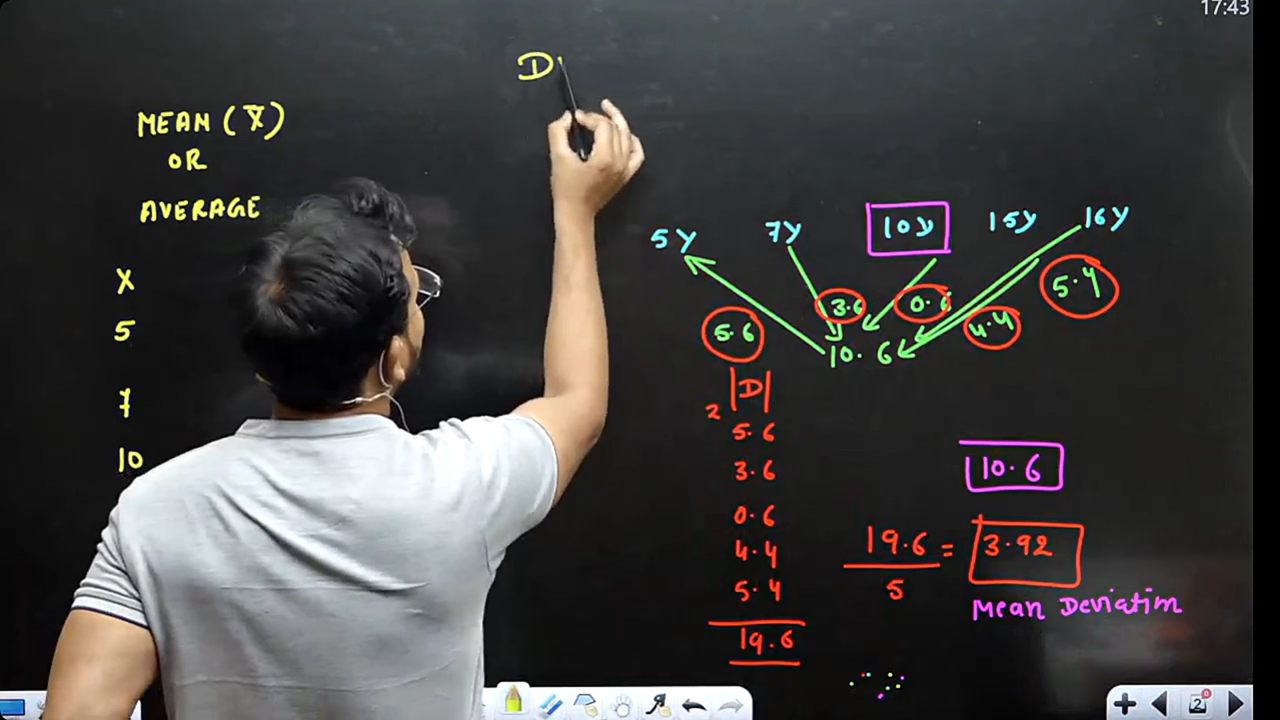 17:43
D
MEAN (X̄)
OR
AVERAGE
X
5
7
10
5Y 7Y 10Y 15Y 16Y
5.6 3.6 0.6 4.4 5.4
10.6
|D|
2
5.6
3.6
0.6
4.4
5.4
19.6
10.6
19.6 = 3.92
5
Mean Deviatim
2